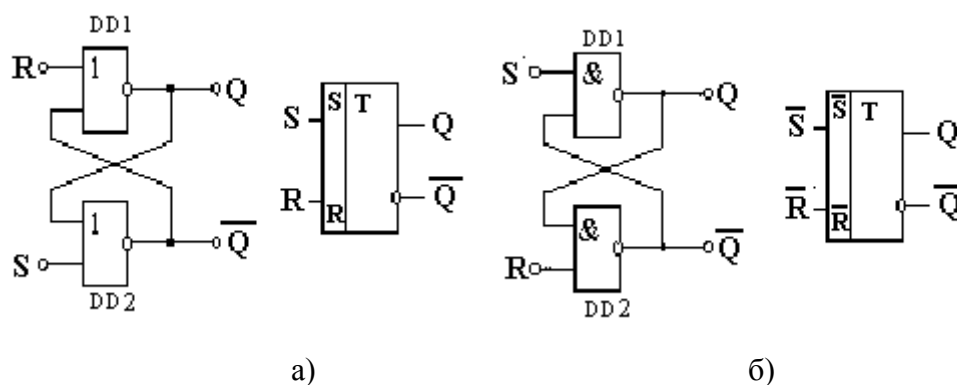 DD1
R
1
Q
1
Q̅
S
DD2
S
S
T
Q
R
R
Q̅
а)
DD1
S
&
Q
&
Q̅
R
DD2
S̅
S̅
T
Q
R̅
R̅
Q̅
б)